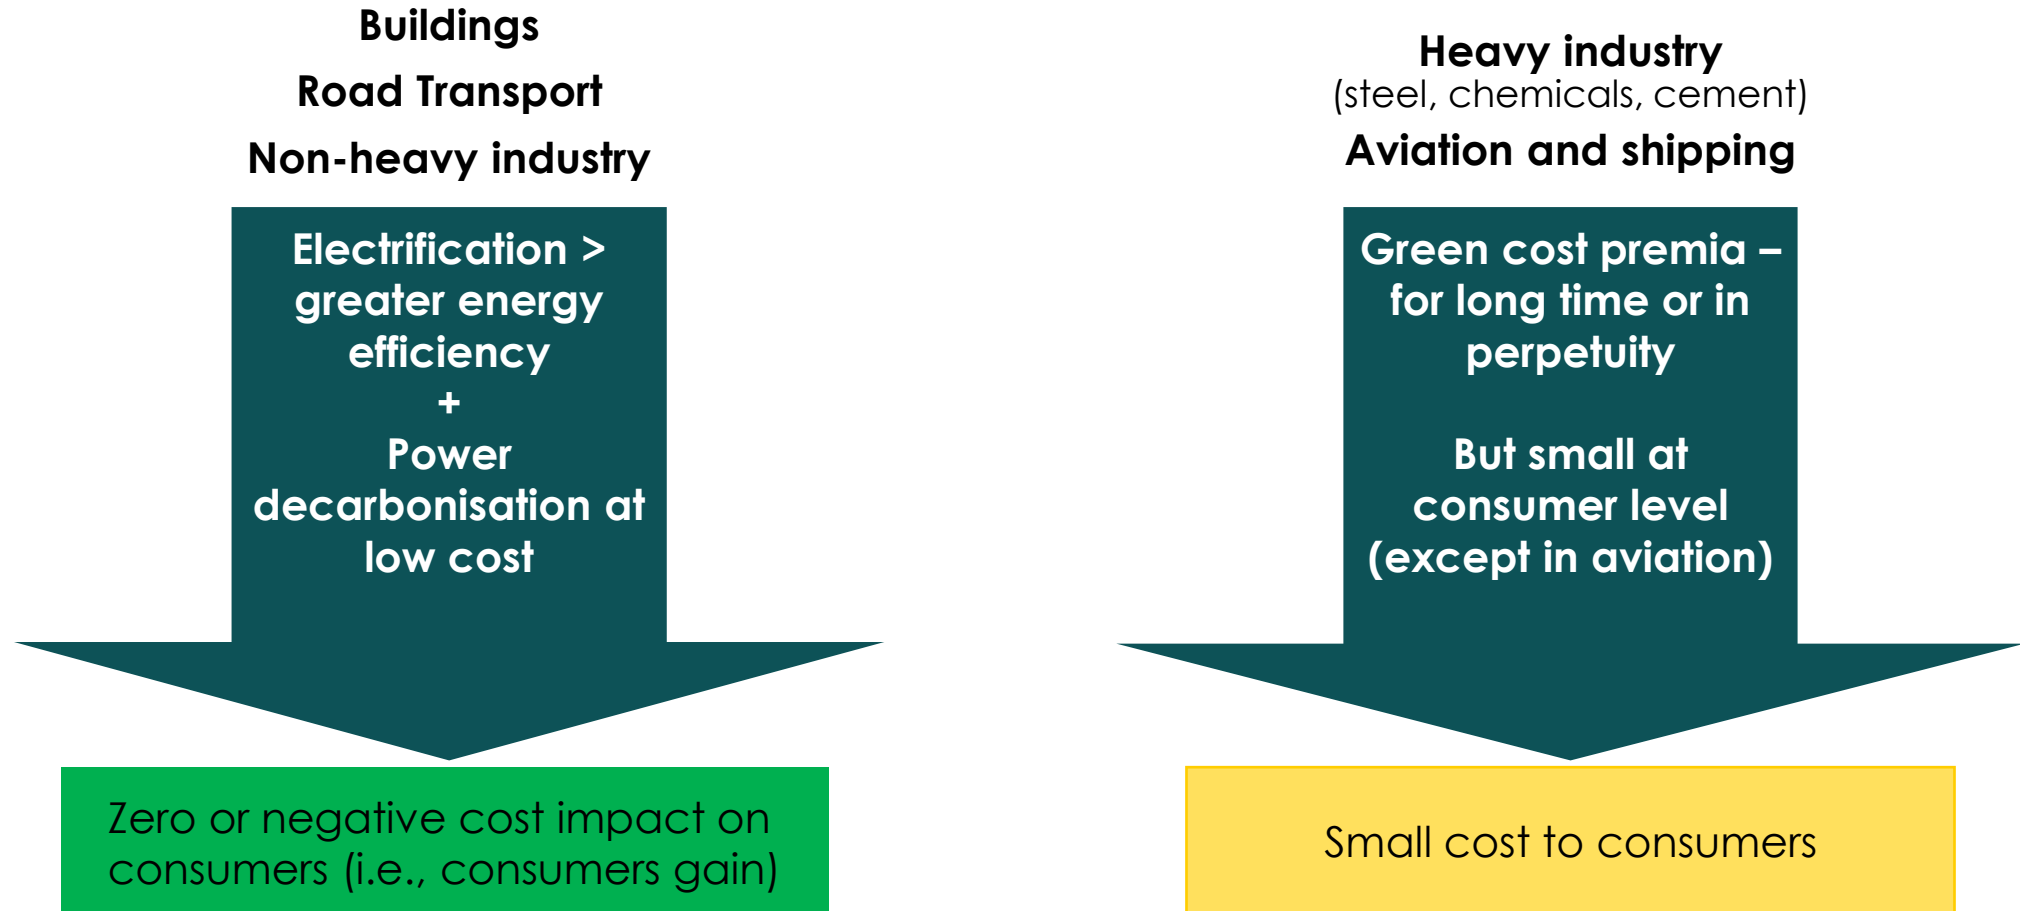 Buildings
Road Transport
Non-heavy industry
Electrification >
greater energy
efficiency
+
Power
decarbonisation at
low cost
Zero or negative cost impact on
consumers (i.e., consumers gain)
Heavy industry
(steel, chemicals, cement)
Aviation and shipping
Green cost premia –
for long time or in
perpetuity
But small at
consumer level
(except in aviation)
Small cost to consumers